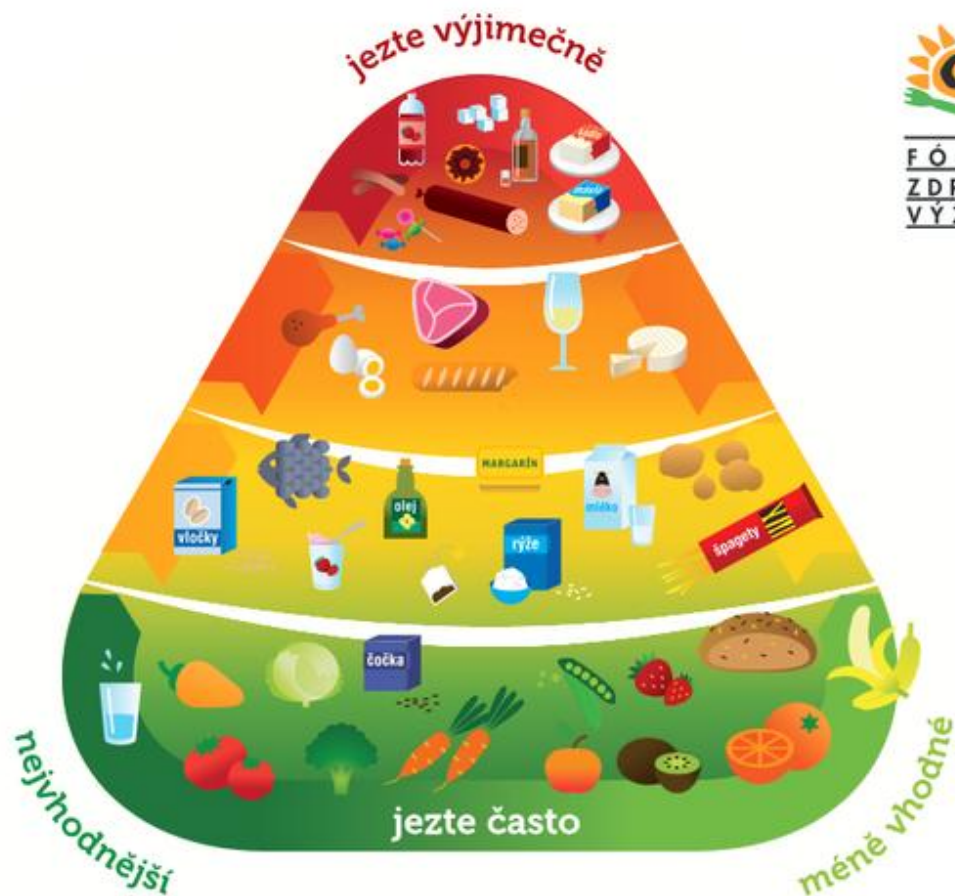 jezte výjimečně
MARGARÍN
olej
mléko
vločky
rýže
špagety
čočka
jezte často
nejvhodnější
méně vhodné